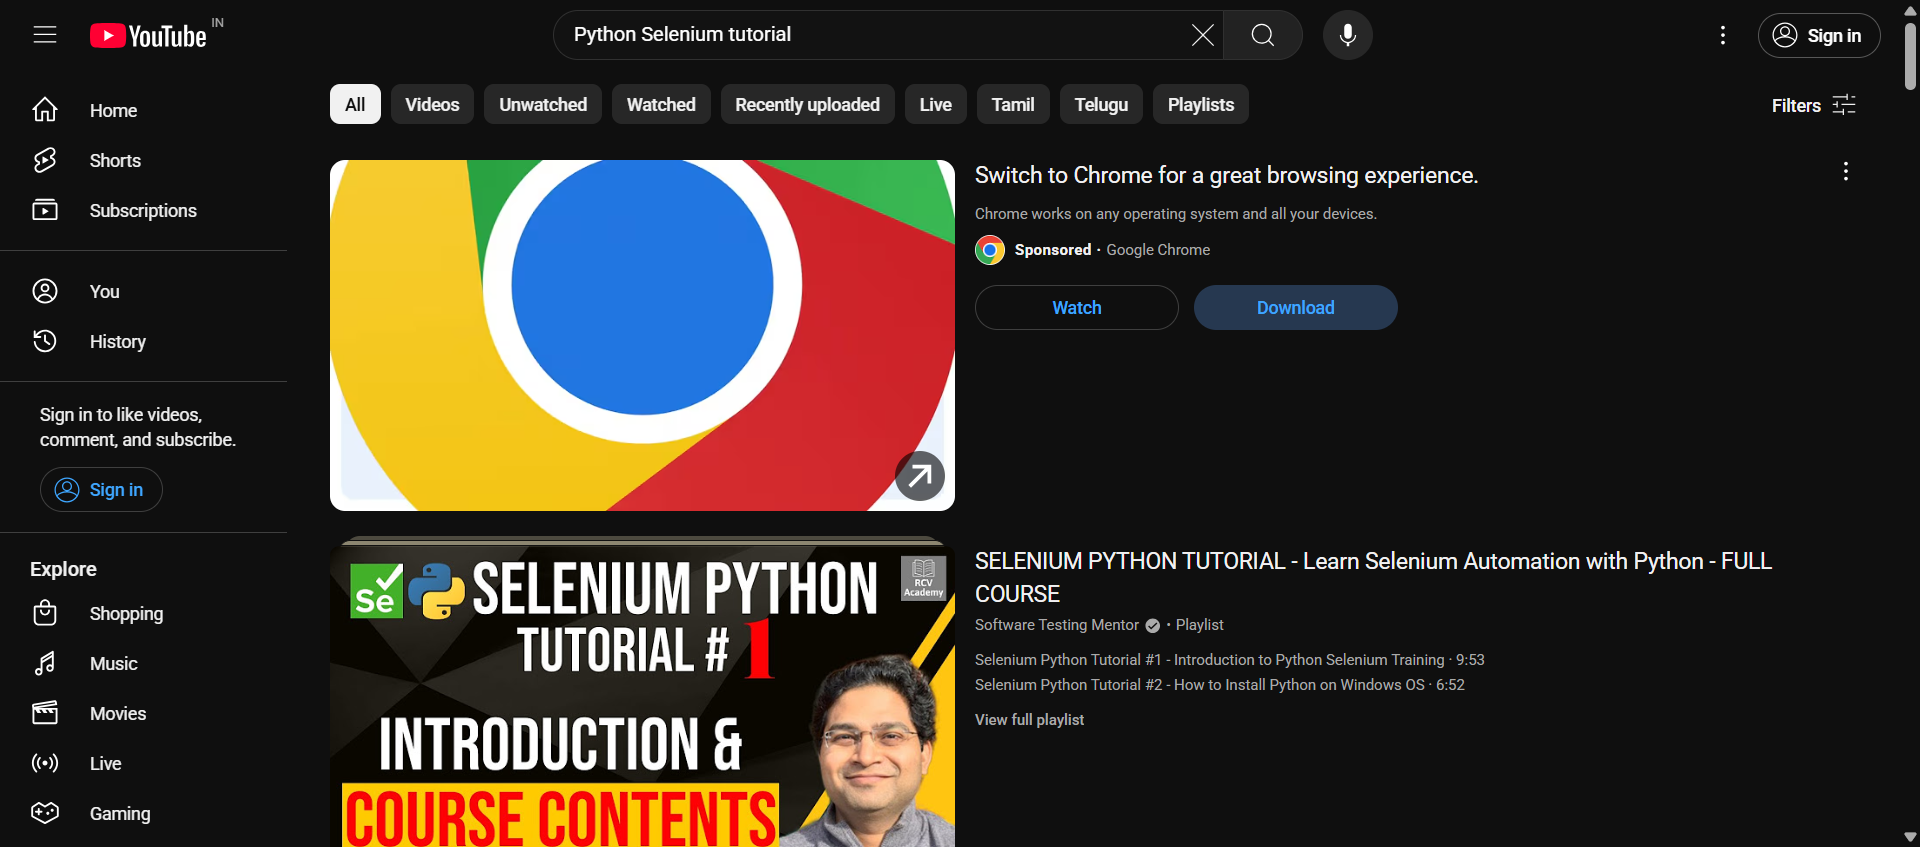 YouTube IN
Python Selenium tutorial
Sign in
Home
Shorts
Subscriptions
You
History
Sign in to like videos,
comment, and subscribe.
Sign in
Explore
Shopping
Music
Movies
Live
Gaming
All Videos Unwatched Watched Recently uploaded Live Tamil Telugu Playlists Filters
Switch to Chrome for a great browsing experience.
Chrome works on any operating system and all your devices.
Sponsored · Google Chrome
Watch Download
SELENIUM PYTHON
TUTORIAL # 1
RCV
Academy
INTRODUCTION &
COURSE CONTENTS
Se
SELENIUM PYTHON TUTORIAL - Learn Selenium Automation with Python - FULL
COURSE
Software Testing Mentor • Playlist
Selenium Python Tutorial #1 - Introduction to Python Selenium Training · 9:53
Selenium Python Tutorial #2 - How to Install Python on Windows OS · 6:52
View full playlist